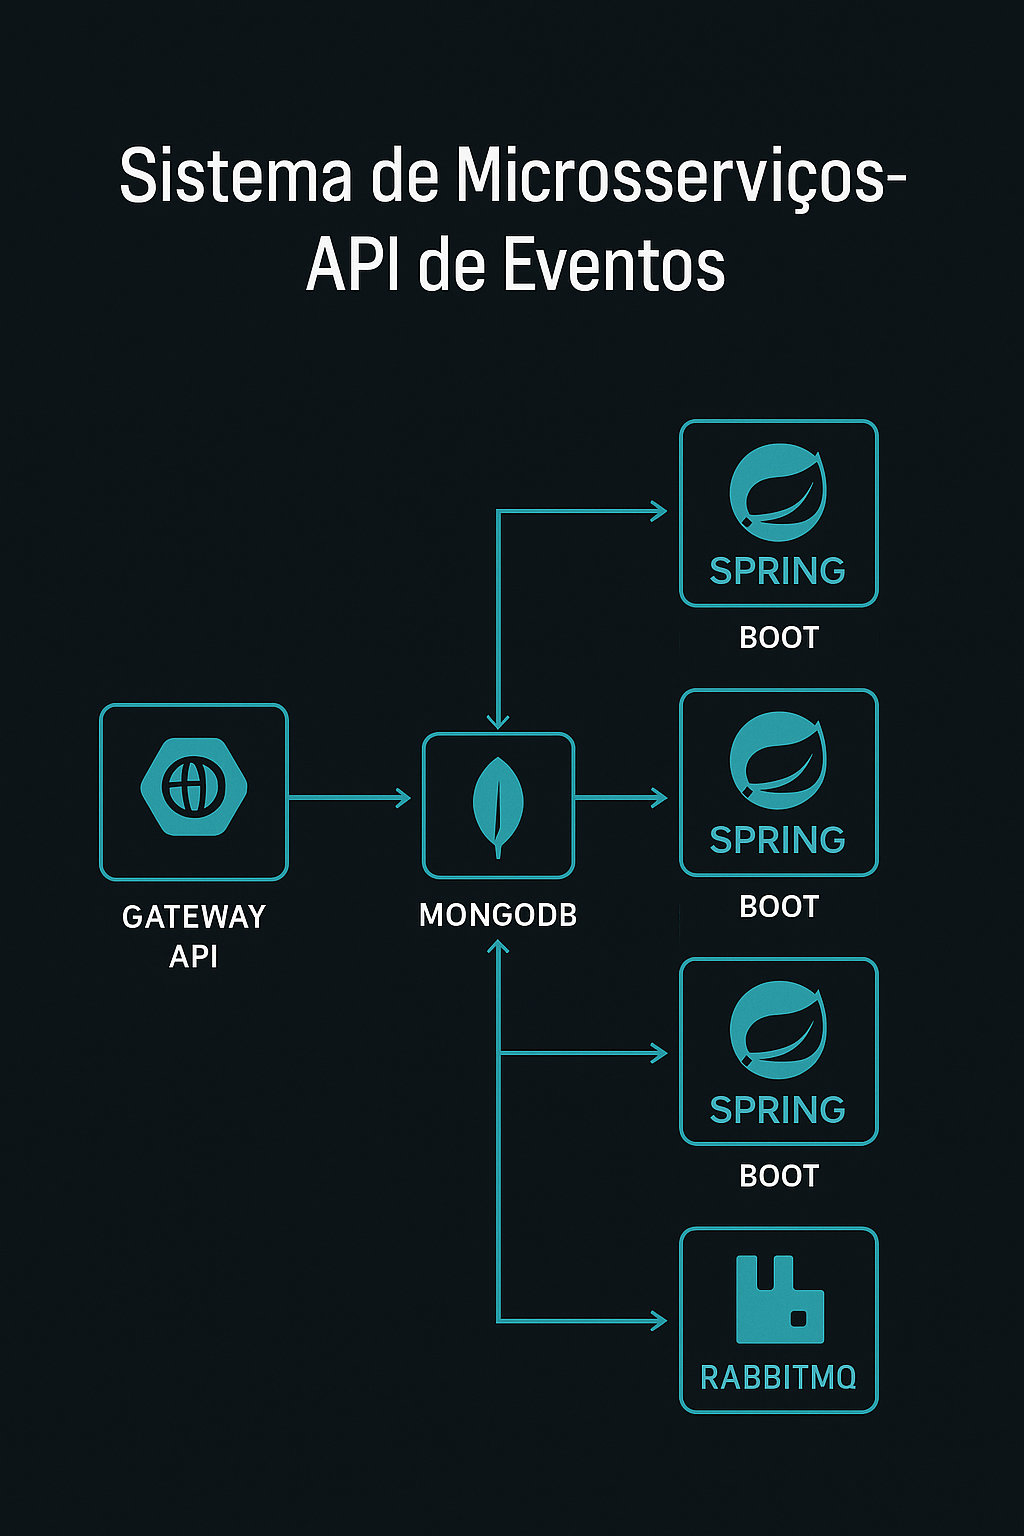 Sistema de Microsserviços-
API de Eventos
SPRING
BOOT
SPRING
BOOT
GATEWAY
API
MONGODB
SPRING
BOOT
RABBITMQ